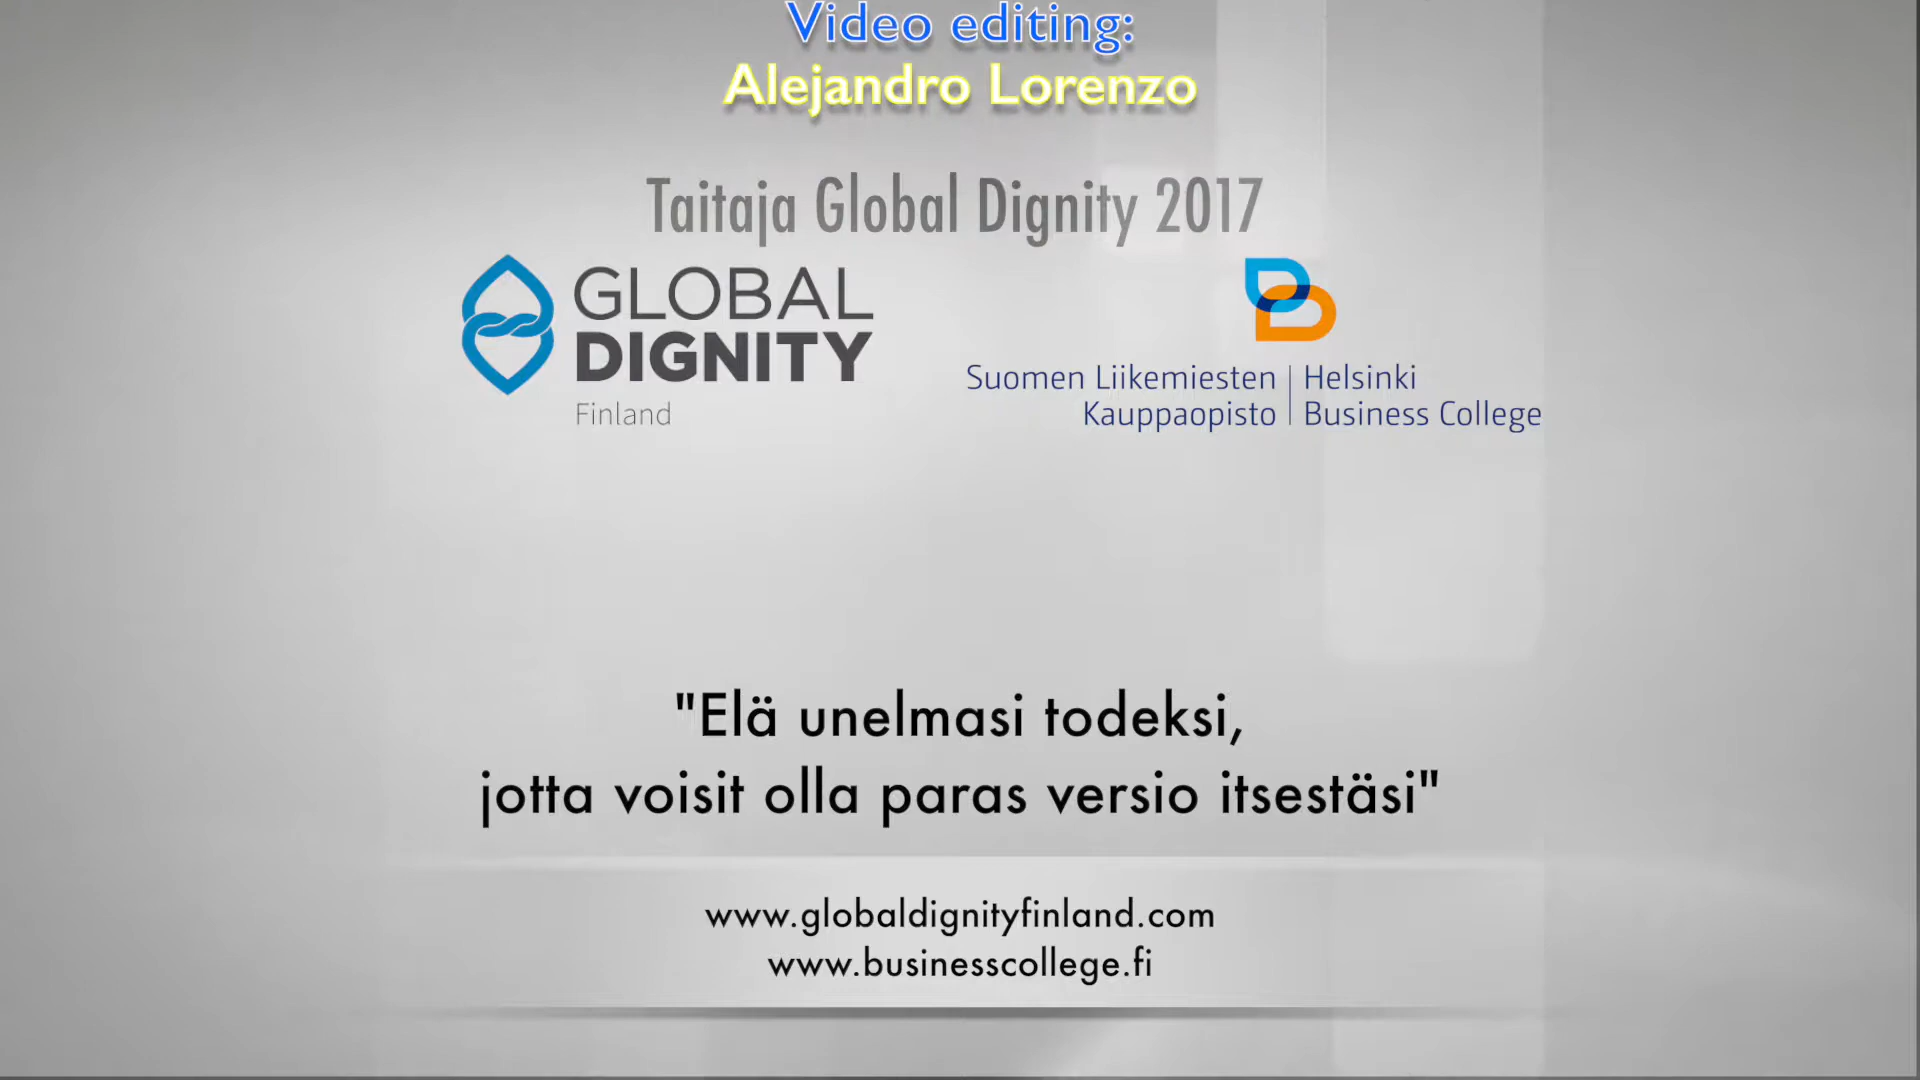 Video editing:
Alejandro Lorenzo
Taitaja Global Dignity 2017
GLOBAL
DIGNITY
Finland
Suomen Liikemiesten
Kauppaopisto
Helsinki
Business College
"Elä unelmasi todeksi,
jotta voisit olla paras versio itsestäsi"
www.globaldignityfinland.com
www.businesscollege.fi